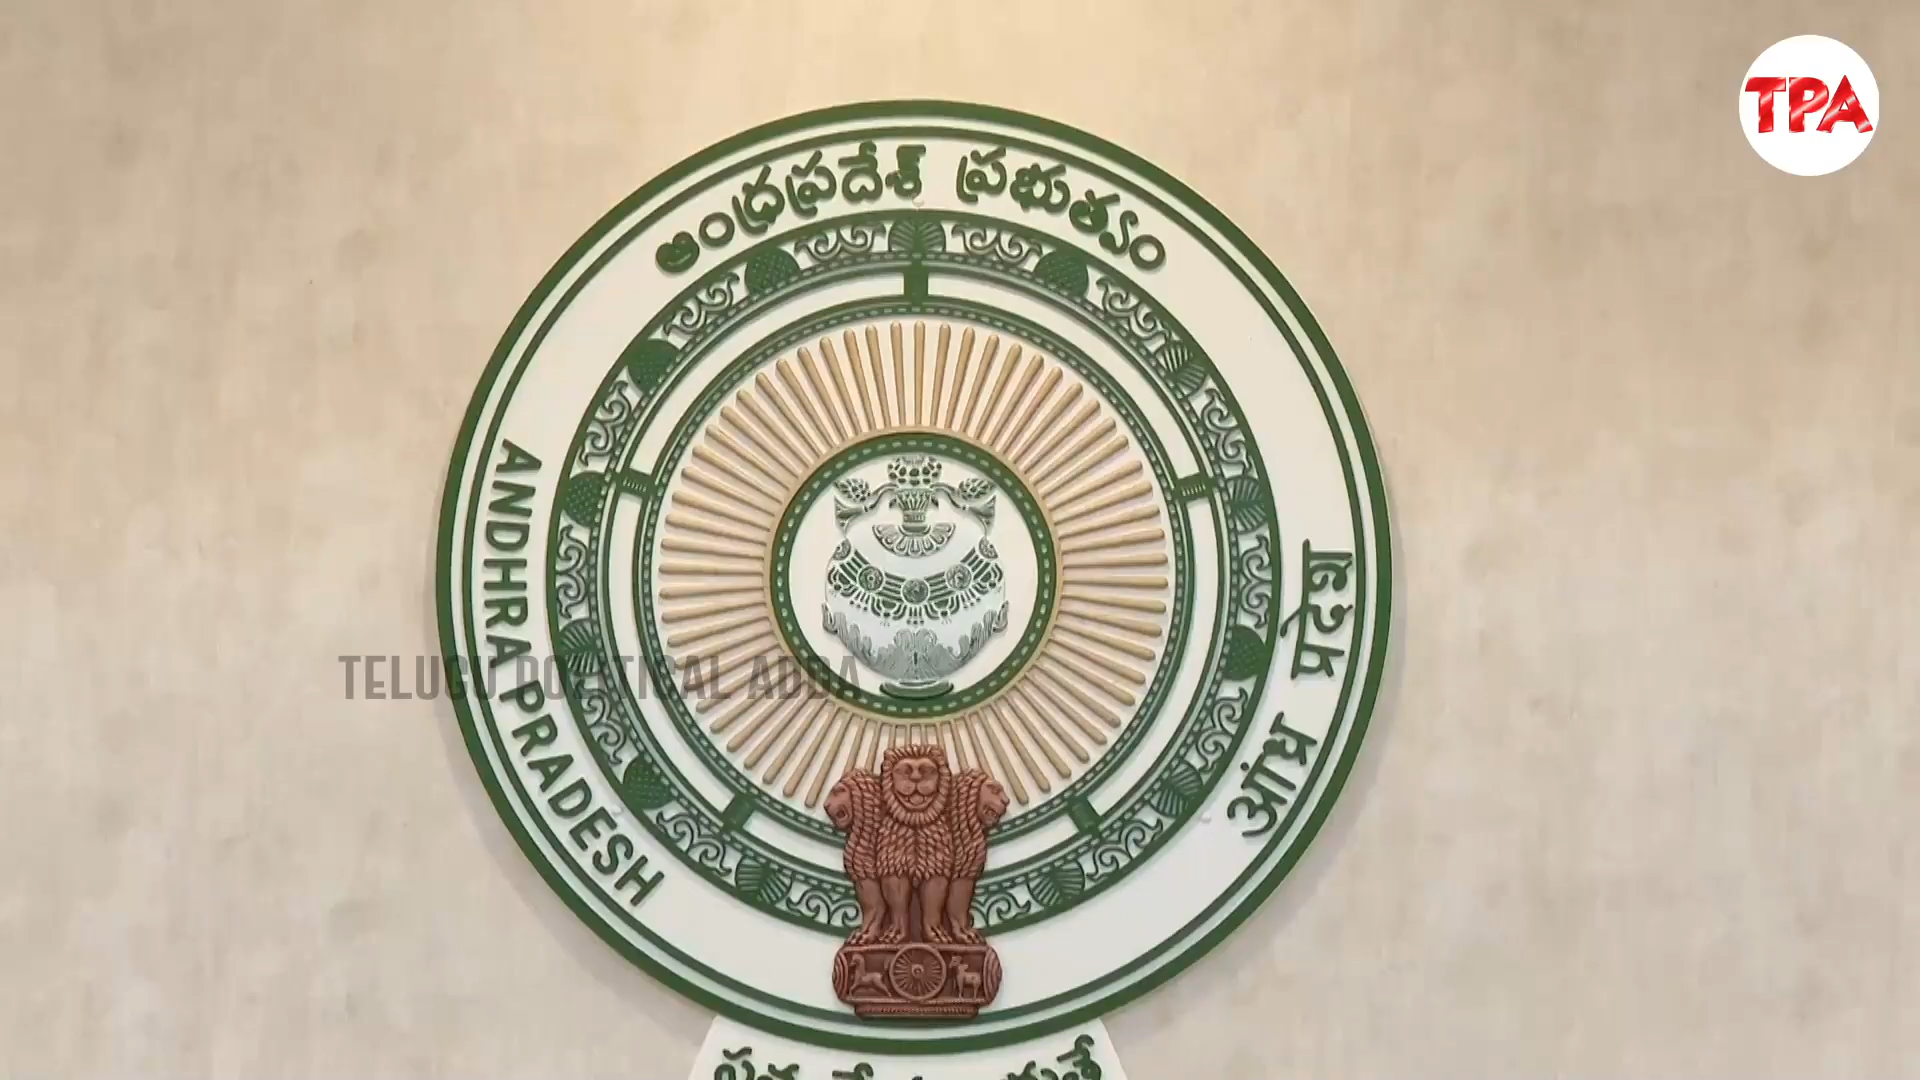 TPA
ఆంధ్రప్రదేశ్ ప్రభుత్వం
ANDHRA PRADESH
आंध्र प्रदेश
TELUGU POLITICAL ADDA